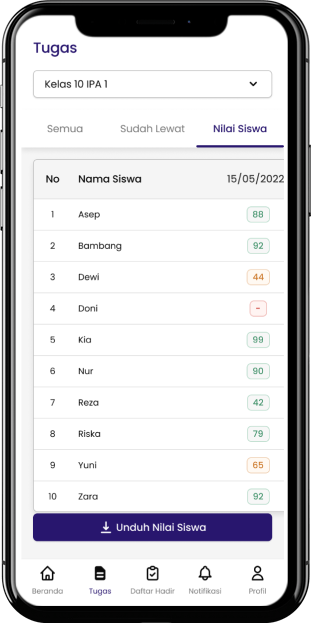 Tugas
Kelas 10 IPA 1
Semua Sudah Lewat Nilai Siswa
No Nama Siswa 15/05/2022
1 Asep 88
2 Bambang 92
3 Dewi 44
4 Doni -
5 Kia 99
6 Nur 90
7 Reza 42
8 Riska 79
9 Yuni 65
10 Zara 92
Unduh Nilai Siswa
Beranda Tugas Daftar Hadir Notifikasi Profil